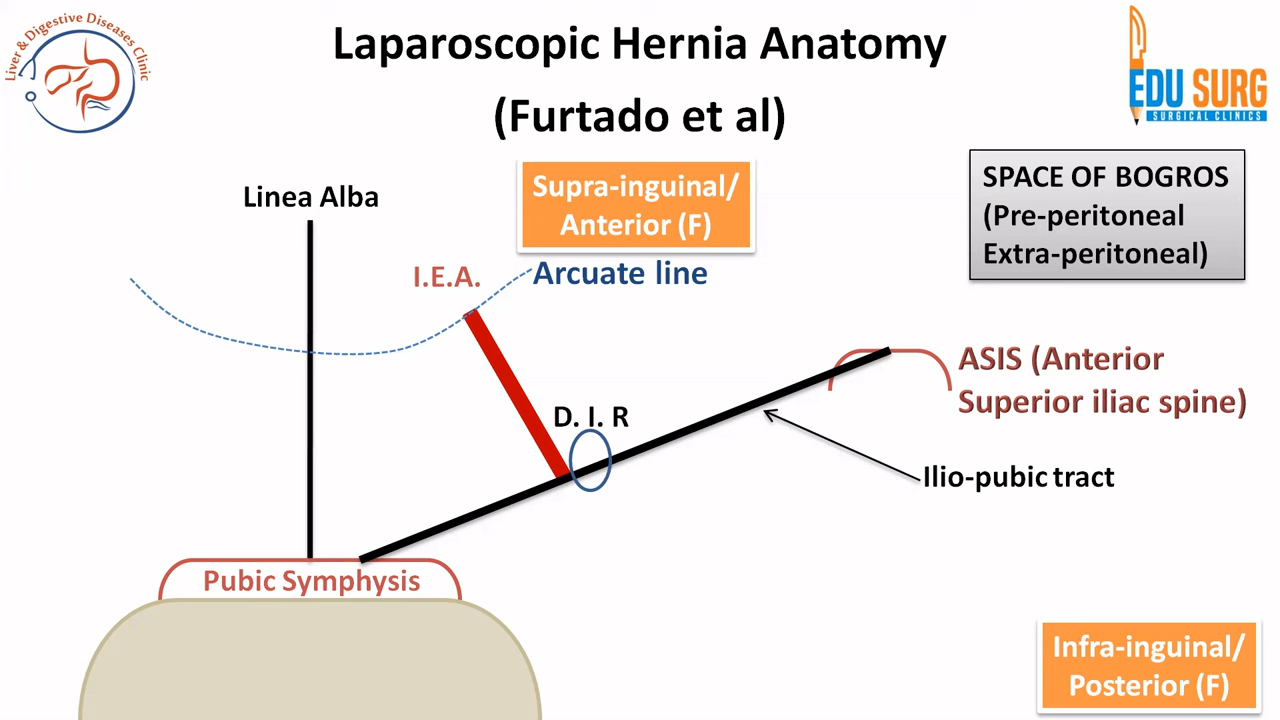 Liver & Digestive Diseases Clinic
Laparoscopic Hernia Anatomy
(Furtado et al)
EDU SURG
SURGICAL CLINICS
Supra-inguinal/
Anterior (F)
SPACE OF BOGROS
(Pre-peritoneal
Extra-peritoneal)
Linea Alba
I.E.A.
Arcuate line
ASIS (Anterior
Superior iliac spine)
D. I. R
Ilio-pubic tract
Pubic Symphysis
Infra-inguinal/
Posterior (F)